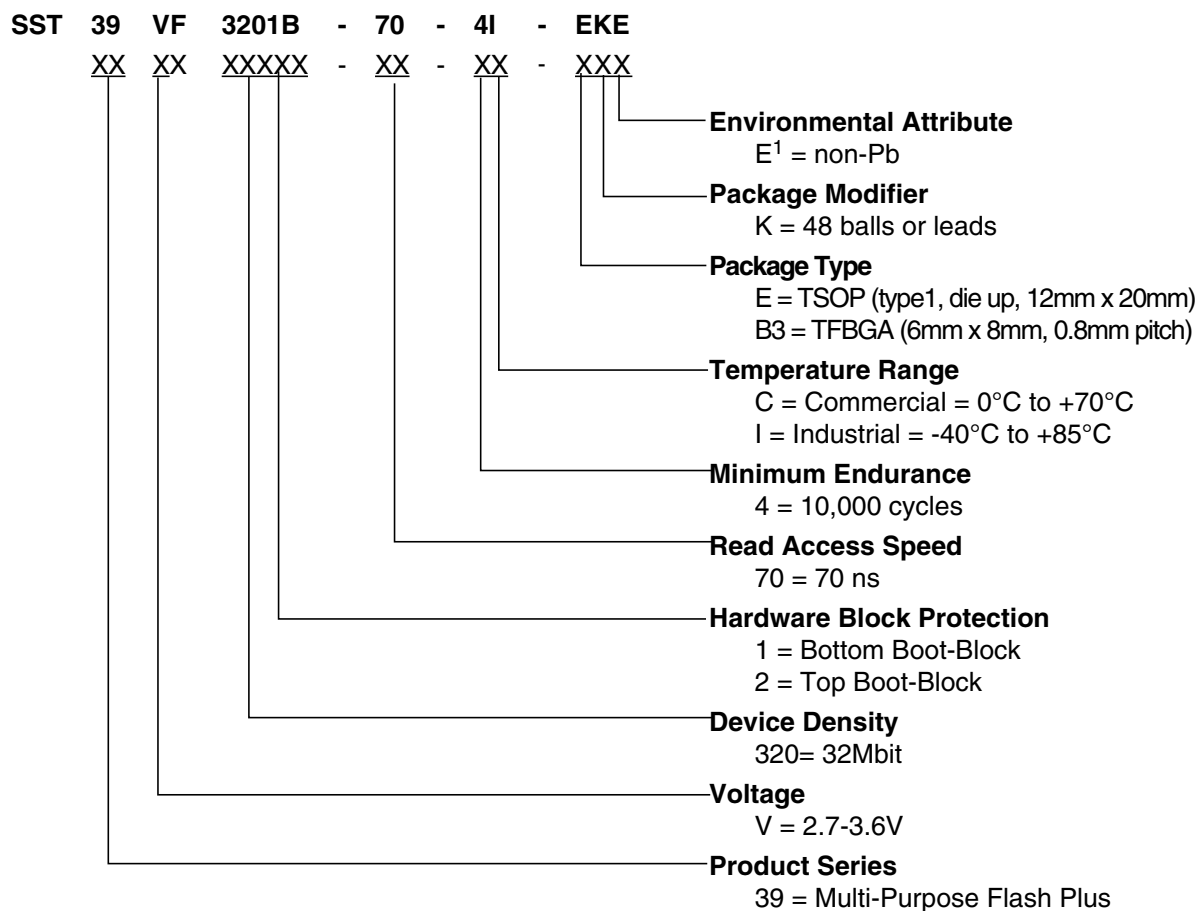 SST 39 VF 3201B - 70 - 4I - EKE
XX XX XXXXX - XX - XX - XXX
Environmental Attribute
E1 = non-Pb
Package Modifier
K = 48 balls or leads
Package Type
E = TSOP (type1, die up, 12mm x 20mm)
B3 = TFBGA (6mm x 8mm, 0.8mm pitch)
Temperature Range
C = Commercial = 0°C to +70°C
I = Industrial = -40°C to +85°C
Minimum Endurance
4 = 10,000 cycles
Read Access Speed
70 = 70 ns
Hardware Block Protection
1 = Bottom Boot-Block
2 = Top Boot-Block
Device Density
320= 32Mbit
Voltage
V = 2.7-3.6V
Product Series
39 = Multi-Purpose Flash Plus